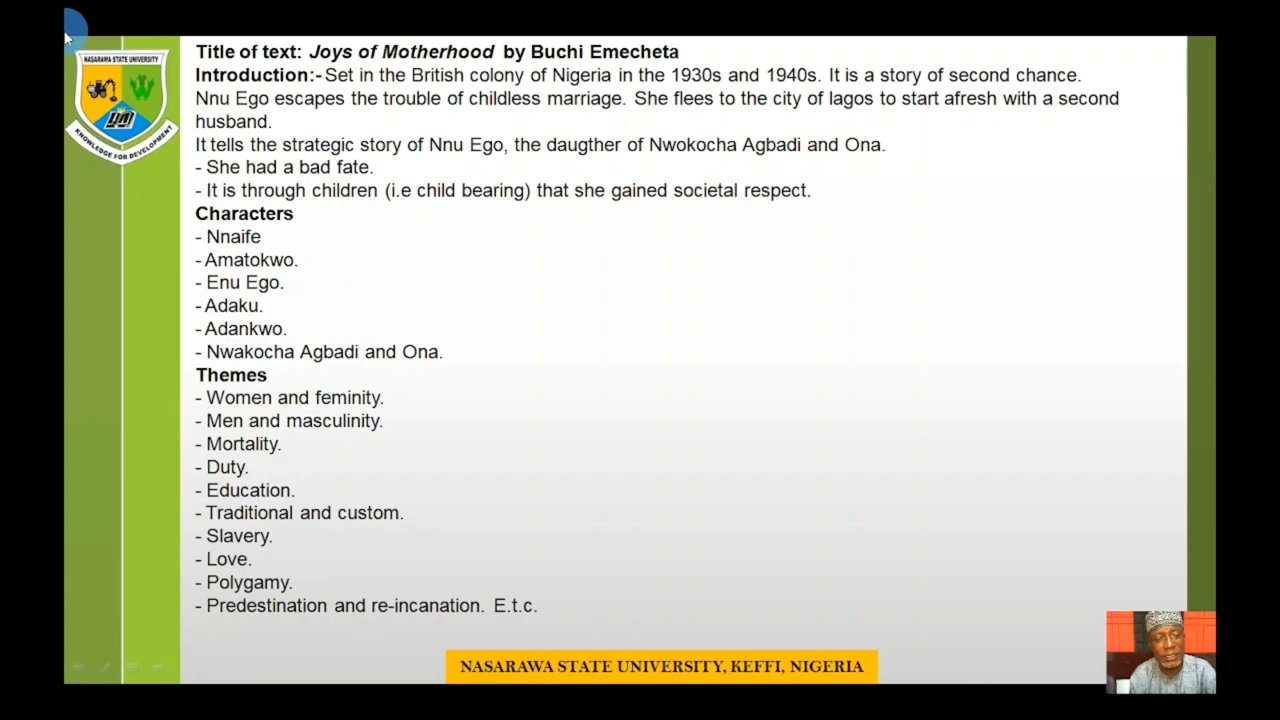 NASARAWA STATE UNIVERSITY
KNOWLEDGE FOR DEVELOPMENT
Title of text: Joys of Motherhood by Buchi Emecheta
Introduction:- Set in the British colony of Nigeria in the 1930s and 1940s. It is a story of second chance.
Nnu Ego escapes the trouble of childless marriage. She flees to the city of lagos to start afresh with a second
husband.
It tells the strategic story of Nnu Ego, the daugther of Nwokocha Agbadi and Ona.
- She had a bad fate.
- It is through children (i.e child bearing) that she gained societal respect.
Characters
- Nnaife
- Amatokwo.
- Enu Ego.
- Adaku.
- Adankwo.
- Nwakocha Agbadi and Ona.
Themes
- Women and feminity.
- Men and masculinity.
- Mortality.
- Duty.
- Education.
- Traditional and custom.
- Slavery.
- Love.
- Polygamy.
- Predestination and re-incanation. E.t.c.
NASARAWA STATE UNIVERSITY, KEFFI, NIGERIA